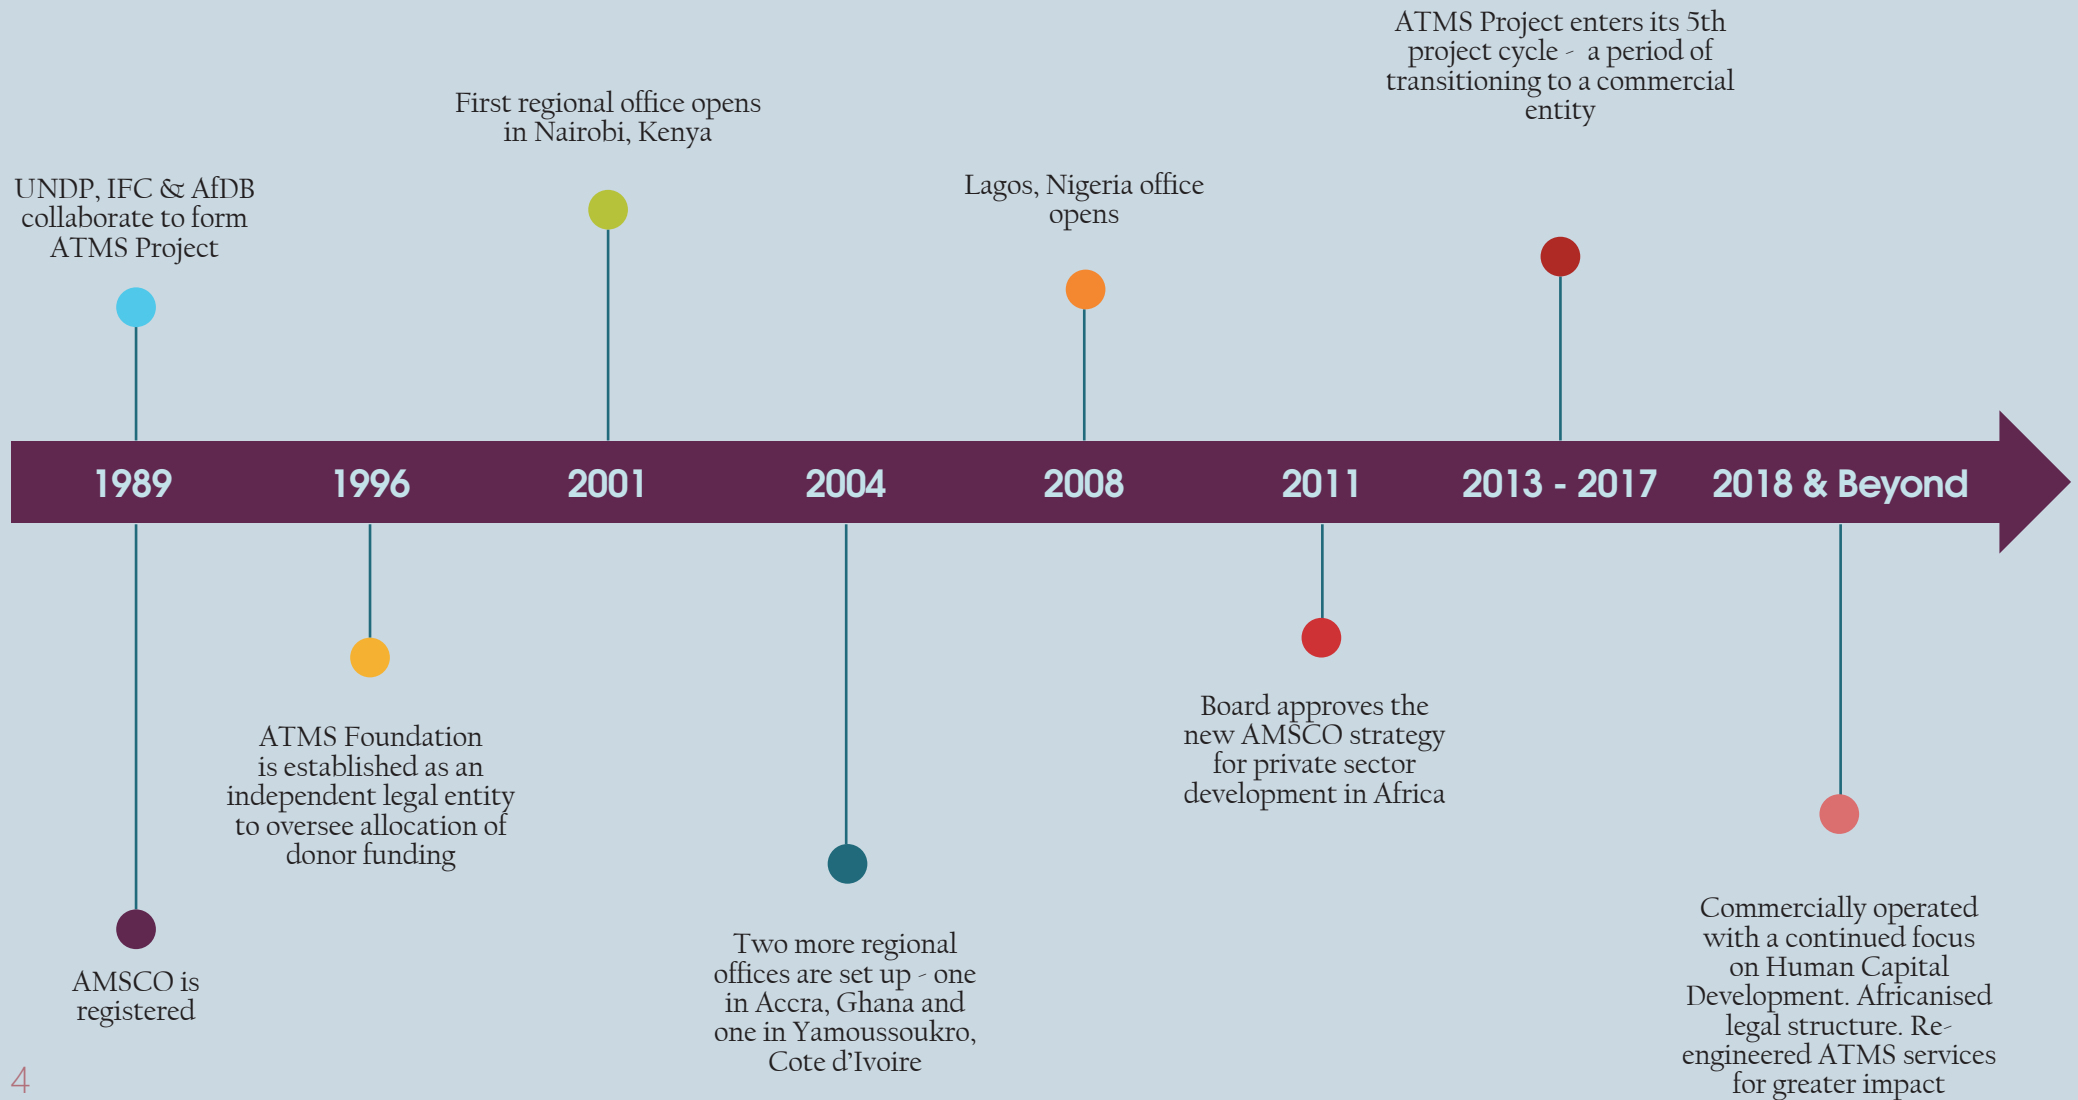 ATMS Project enters its 5th
project cycle - a period of
transitioning to a commercial
entity
First regional office opens
in Nairobi, Kenya
UNDP, IFC & AfDB
collaborate to form
ATMS Project
Lagos, Nigeria office
opens
1989
1996
2001
2004
2008
2011
2013 - 2017
2018 & Beyond
AMSCO is
registered
ATMS Foundation
is established as an
independent legal entity
to oversee allocation of
donor funding
Two more regional
offices are set up - one
in Accra, Ghana and
one in Yamoussoukro,
Cote d'Ivoire
Board approves the
new AMSCO strategy
for private sector
development in Africa
Commercially operated
with a continued focus
on Human Capital
Development. Africanised
legal structure. Re-
engineered ATMS services
for greater impact
4